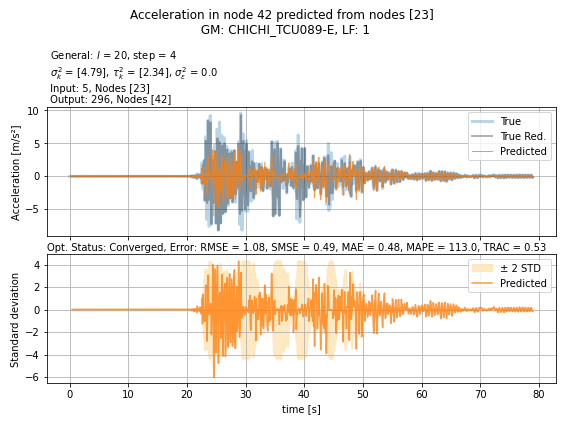 Acceleration in node 42 predicted from nodes [23]
GM: CHICHI_TCU089-E, LF: 1
General: l = 20, step = 4
σ²ₖ = [4.79], τ²ₖ = [2.34], σ²ε = 0.0
Input: 5, Nodes [23]
Output: 296, Nodes [42]
10
5
0
−5
Acceleration [m/s²]
True
True Red.
Predicted
Opt. Status: Converged, Error: RMSE = 1.08, SMSE = 0.49, MAE = 0.48, MAPE = 113.0, TRAC = 0.53
4
2
0
−2
−4
−6
Standard deviation
± 2 STD
Predicted
0 10 20 30 40 50 60 70 80
time [s]